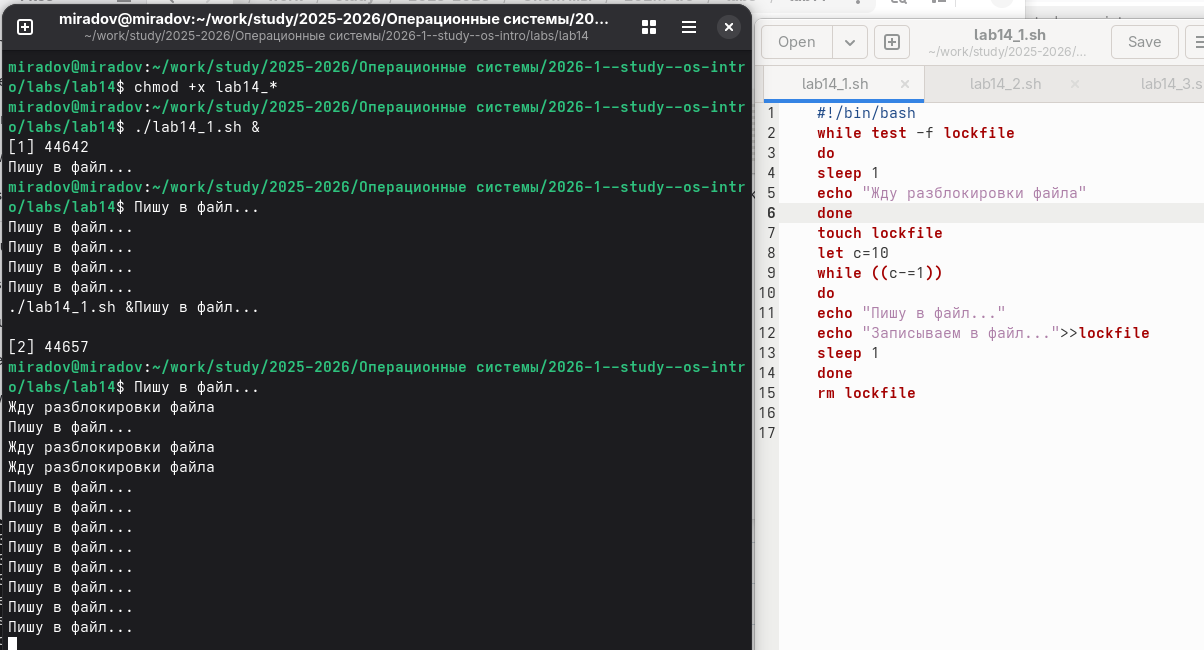 miradov@miradov:~/work/study/2025-2026/Операционные системы/20...
~/work/study/2025-2026/Операционные системы/2026-1--study--os-intro/labs/lab14
miradov@miradov:~/work/study/2025-2026/Операционные системы/2026-1--study--os-intr
o/labs/lab14$ chmod +x lab14_*
miradov@miradov:~/work/study/2025-2026/Операционные системы/2026-1--study--os-intr
o/labs/lab14$ ./lab14_1.sh &
[1] 44642
Пишу в файл...
miradov@miradov:~/work/study/2025-2026/Операционные системы/2026-1--study--os-intr
o/labs/lab14$ Пишу в файл...
Пишу в файл...
Пишу в файл...
Пишу в файл...
Пишу в файл...
./lab14_1.sh &Пишу в файл...
[2] 44657
miradov@miradov:~/work/study/2025-2026/Операционные системы/2026-1--study--os-intr
o/labs/lab14$ Пишу в файл...
Жду разблокировки файла
Пишу в файл...
Жду разблокировки файла
Жду разблокировки файла
Пишу в файл...
Пишу в файл...
Пишу в файл...
Пишу в файл...
Пишу в файл...
Пишу в файл...
Пишу в файл...
Пишу в файл...
Open
lab14_1.sh
~/work/study/2025-2026/...
Save
lab14_1.sh
lab14_2.sh
lab14_3.s
1 #!/bin/bash
2 while test -f lockfile
3 do
4 sleep 1
5 echo "Жду разблокировки файла"
6 done
7 touch lockfile
8 let c=10
9 while ((c-=1))
10 do
11 echo "Пишу в файл..."
12 echo "Записываем в файл...">>lockfile
13 sleep 1
14 done
15 rm lockfile
16
17